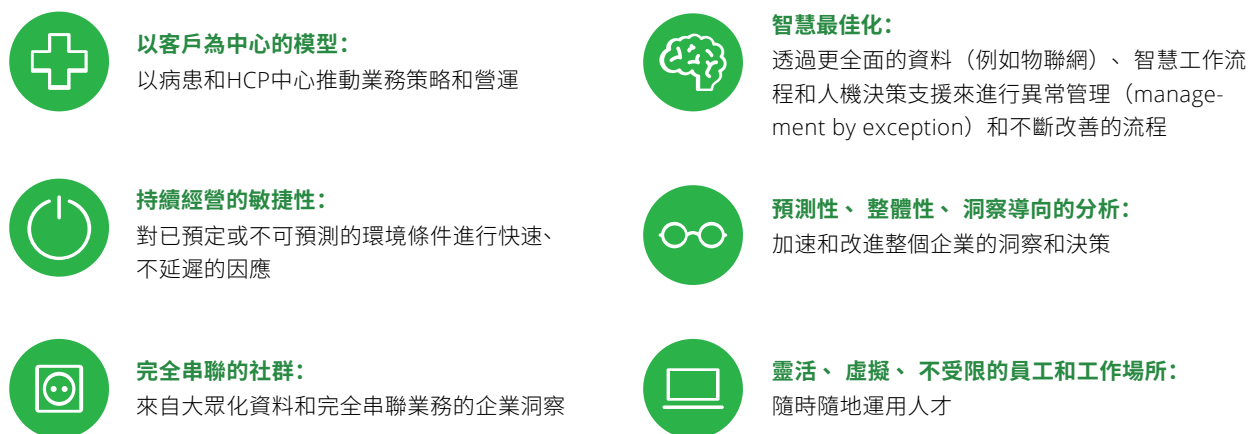 以客戶為中心的模型：
以病患和HCP中心推動業務策略和營運
持續經營的敏捷性：
對已預定或不可預測的環境條件進行快速、
不延遲的因應
完全串聯的社群：
來自大眾化資料和完全串聯業務的企業洞察
智慧最佳化：
透過更全面的資料（例如物聯網）、 智慧工作流
程和人機決策支援來進行異常管理（manage-
ment by exception）和不斷改善的流程
預測性、 整體性、 洞察導向的分析：
加速和改進整個企業的洞察和決策
靈活、 虛擬、 不受限的員工和工作場所：
隨時隨地運用人才